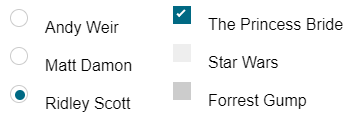 Andy Weir
Matt Damon
Ridley Scott
The Princess Bride
Star Wars
Forrest Gump